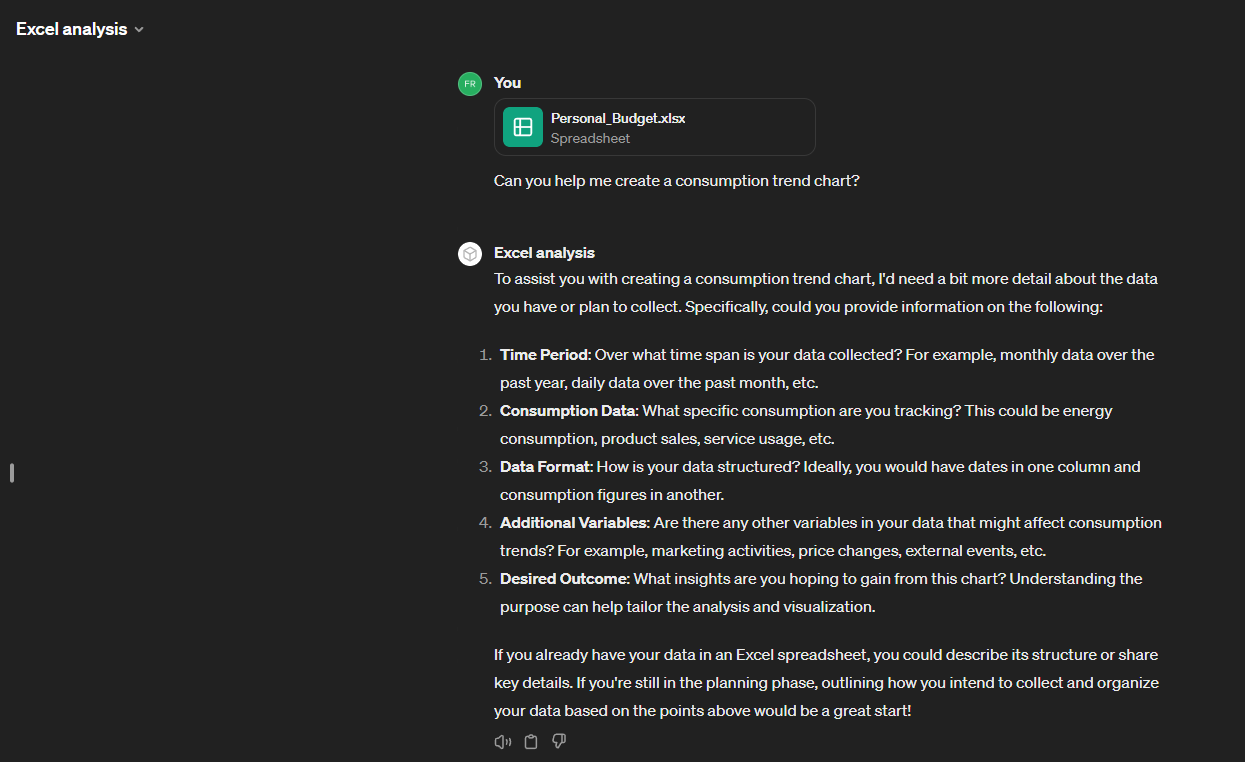 Excel analysis
FR
You
Personal_Budget.xlsx
Spreadsheet
Can you help me create a consumption trend chart?
Excel analysis
To assist you with creating a consumption trend chart, I'd need a bit more detail about the data
you have or plan to collect. Specifically, could you provide information on the following:
1. Time Period: Over what time span is your data collected? For example, monthly data over the
past year, daily data over the past month, etc.
2. Consumption Data: What specific consumption are you tracking? This could be energy
consumption, product sales, service usage, etc.
3. Data Format: How is your data structured? Ideally, you would have dates in one column and
consumption figures in another.
4. Additional Variables: Are there any other variables in your data that might affect consumption
trends? For example, marketing activities, price changes, external events, etc.
5. Desired Outcome: What insights are you hoping to gain from this chart? Understanding the
purpose can help tailor the analysis and visualization.
If you already have your data in an Excel spreadsheet, you could describe its structure or share
key details. If you're still in the planning phase, outlining how you intend to collect and organize
your data based on the points above would be a great start!